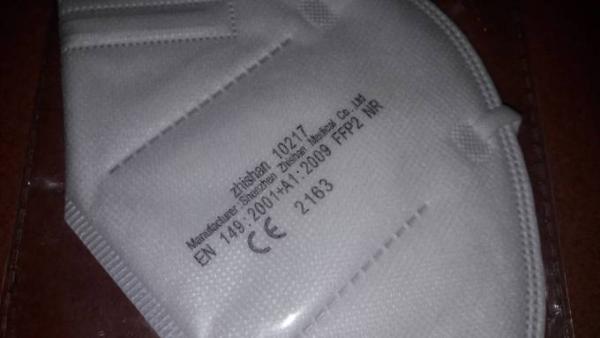 zhishan 10217
Manufacturer:Shenzhen Zhishan Medical Co.,Ltd
EN 149:2001+A1:2009 FFP2 NR
CE 2163